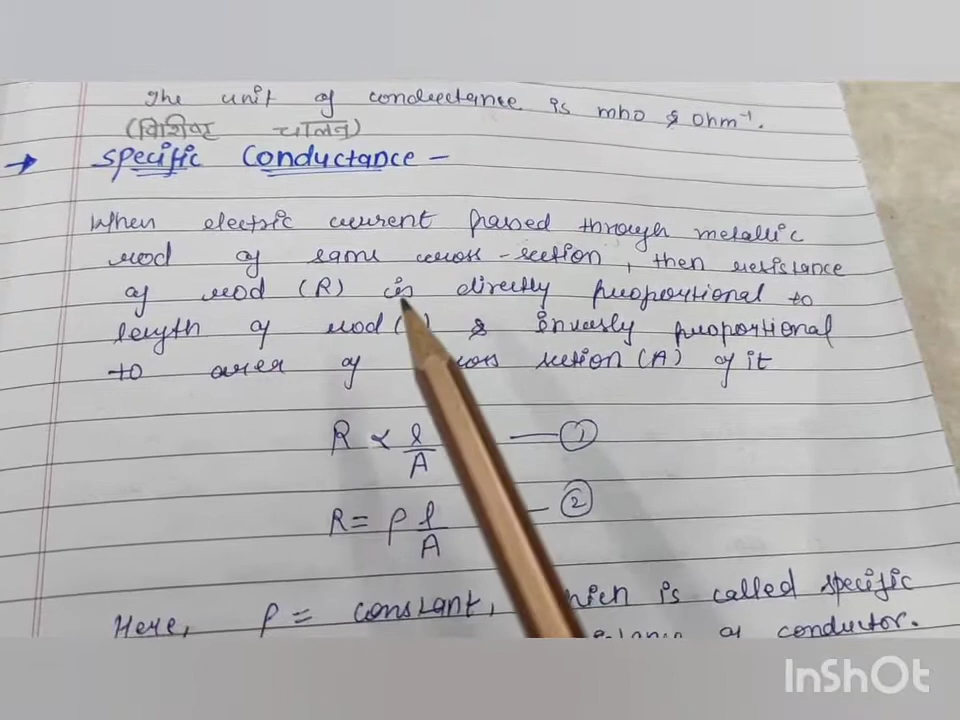 The unit of conductance is mho & Ohm⁻¹.
(विशिष्ट चालन)
→ Specific Conductance –
When electric current passed through metallic
rod of same cross-section, then resistance
of rod (R) is directly proportional to
length of rod ( ) & inversly proportional
to area of cross section (A) of it
R ∝ l/A — ①
R = ρ l/A — ②
Here, ρ = constant, which is called specific
of conductor.
InShOt